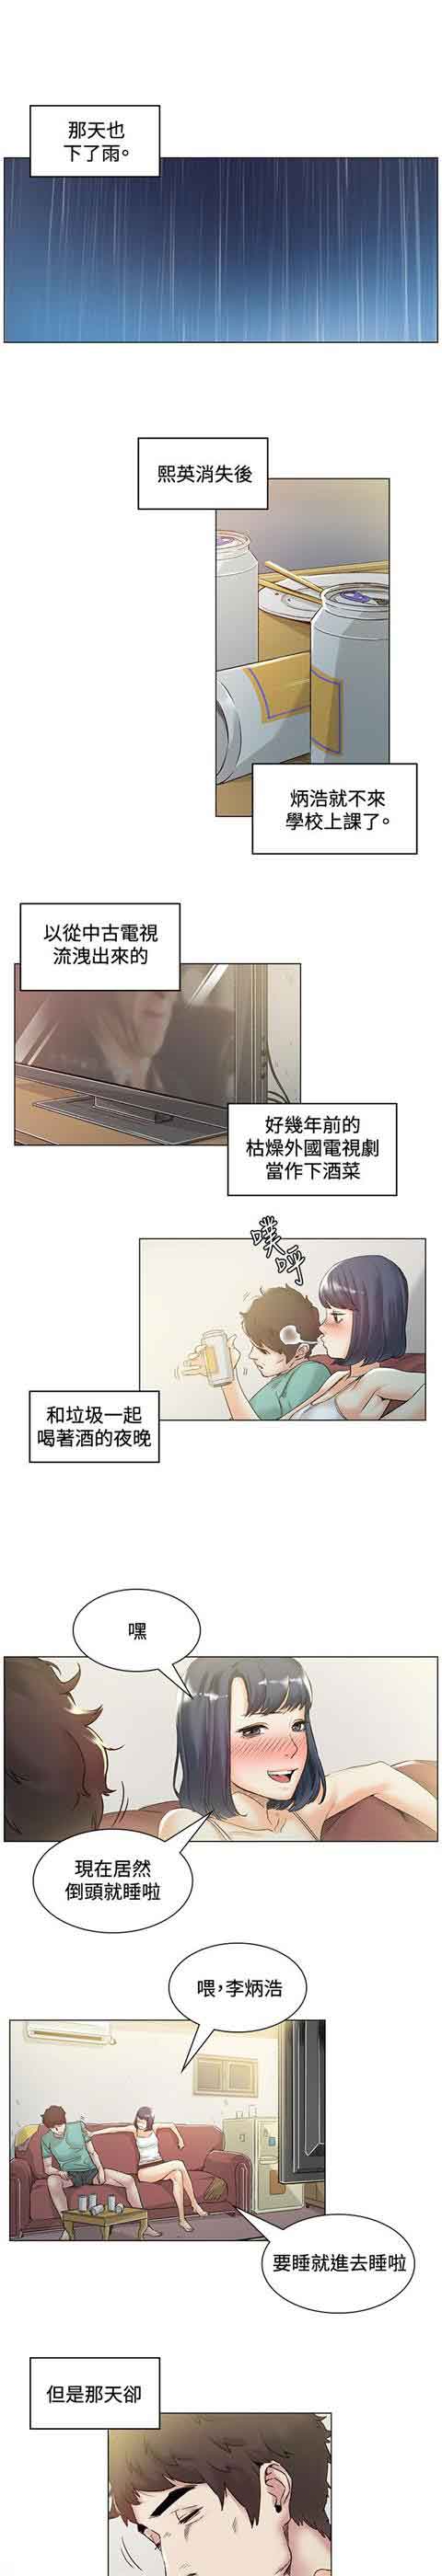 那天也
下了雨。
熙英消失後
炳浩就不來
學校上課了。
以從中古電視
流洩出來的
好幾年前的
枯燥外國電視劇
當作下酒菜
噗
呼
和垃圾一起
喝著酒的夜晚
嘿
現在居然
倒頭就睡啦
喂,李炳浩
要睡就進去睡啦
但是那天卻